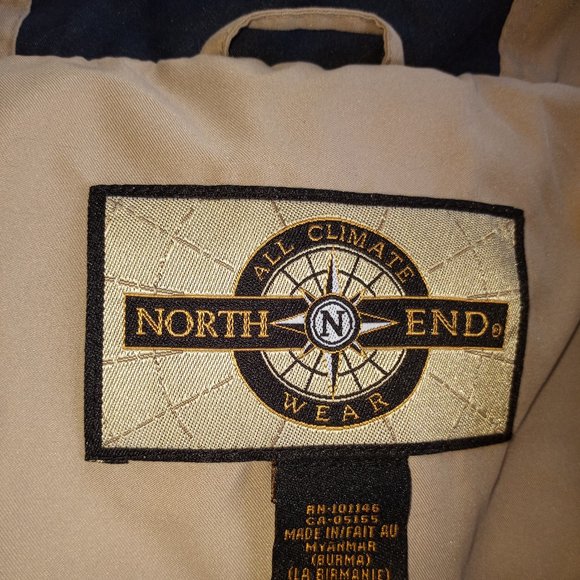 ALL CLIMATE
NORTH N END®
WEAR
RN-101146
CA-05155
MADE IN/FAIT AU
MYANMAR
(BURMA)
(LA BIRMANIE)